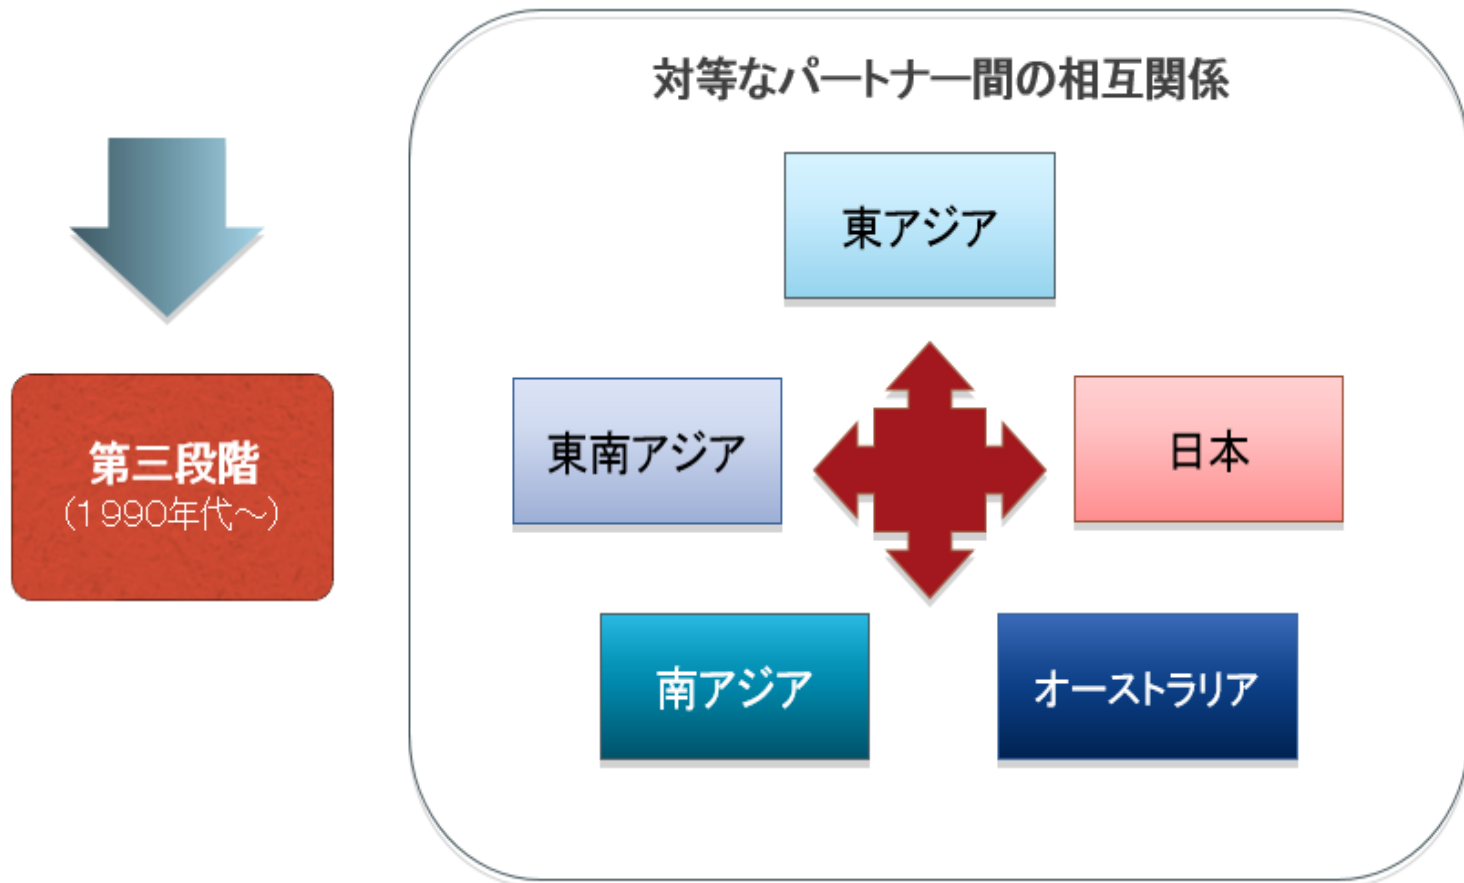 対等なパートナー間の相互関係
東アジア
東南アジア
日本
第三段階
(1990年代～)
南アジア
オーストラリア